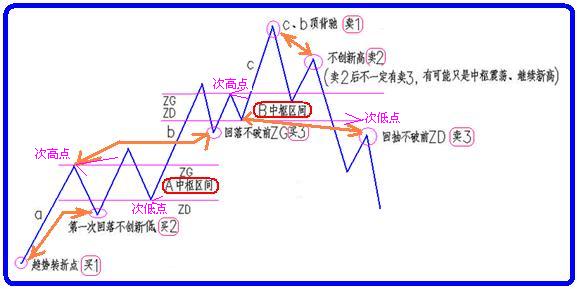 c、b顶背驰 卖1
不创新高 卖2
(卖2后不一定有卖3,有可能只是中枢震荡、继续新高)
c
次高点
ZG
ZD
B中枢区间
次低点
b
回落不破前ZG 买3
回抽不破前ZD 卖3
次高点
ZG
A中枢区间
次低点
ZD
a
第一次回落不创新低 买2
趋势转折点 买1